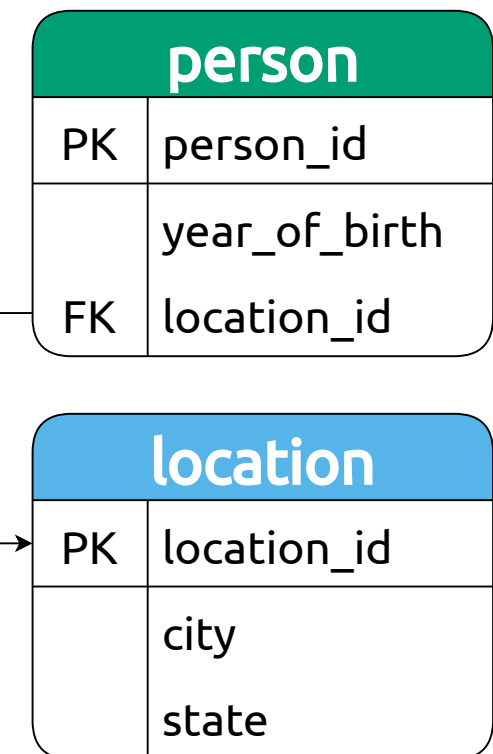 person
PK person_id
year_of_birth
FK location_id
location
PK location_id
city
state